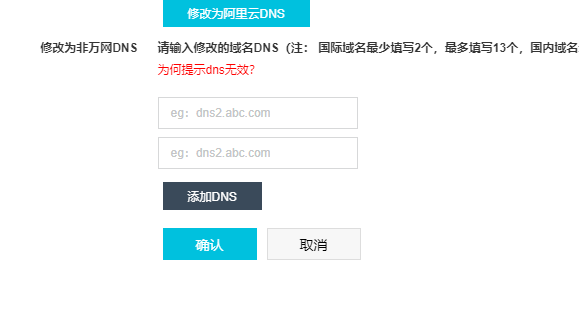 修改为阿里云DNS
修改为非万网DNS 请输入修改的域名DNS（注： 国际域名最少填写2个，最多填写13个，国内域名
为何提示dns无效?
eg：dns2.abc.com
eg：dns2.abc.com
添加DNS
确认 取消